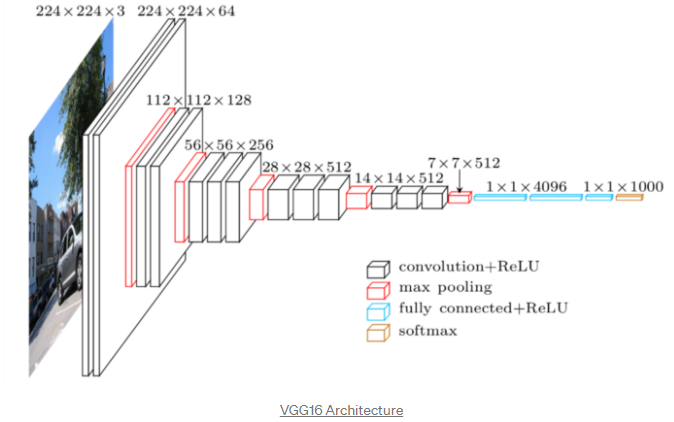 224×224×3 224×224×64
112×112×128
56×56×256
28×28×512
14×14×512
7×7×512
1×1×4096 1×1×1000
convolution+ReLU
max pooling
fully connected+ReLU
softmax
VGG16 Architecture